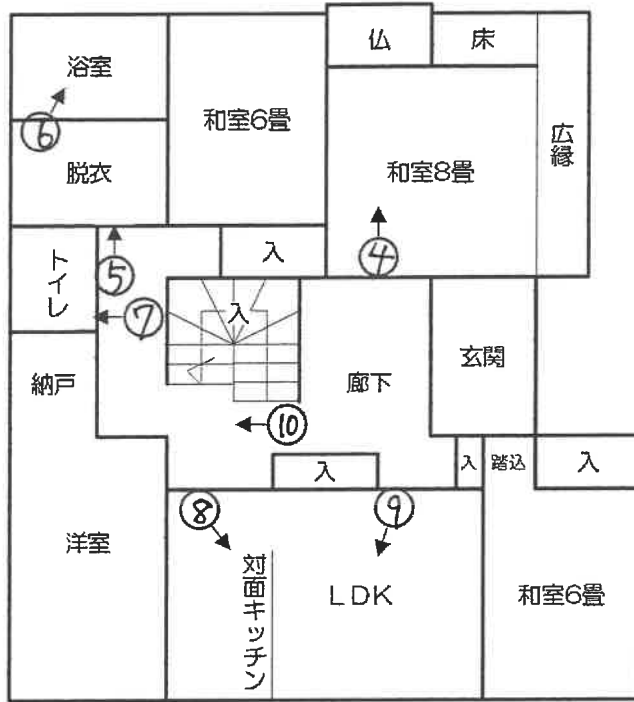 仏
床
浴室
和室6畳
広縁
⑥
脱衣
和室8畳
トイレ
入
④
⑤
⑦
入
納戸
廊下
玄関
⑩
入
入
踏込
入
⑧
⑨
洋室
対面キッチン
LDK
和室6畳